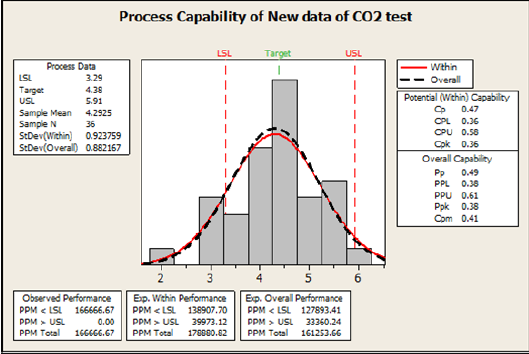 Process Capability of New data of CO2 test
LSL Target USL
Process Data
LSL 3.29
Target 4.38
USL 5.91
Sample Mean 4.2925
Sample N 36
StDev(Within) 0.923759
StDev(Overall) 0.882167
Within
Overall
Potential (Within) Capability
Cp 0.47
CPL 0.36
CPU 0.58
Cpk 0.36
Overall Capability
Pp 0.49
PPL 0.38
PPU 0.61
Ppk 0.38
Cpm 0.41
2 3 4 5 6
Observed Performance
PPM < LSL 166666.67
PPM > USL 0.00
PPM Total 166666.67
Exp. Within Performance
PPM < LSL 138907.70
PPM > USL 39973.12
PPM Total 178880.82
Exp. Overall Performance
PPM < LSL 127893.41
PPM > USL 33360.24
PPM Total 161253.66